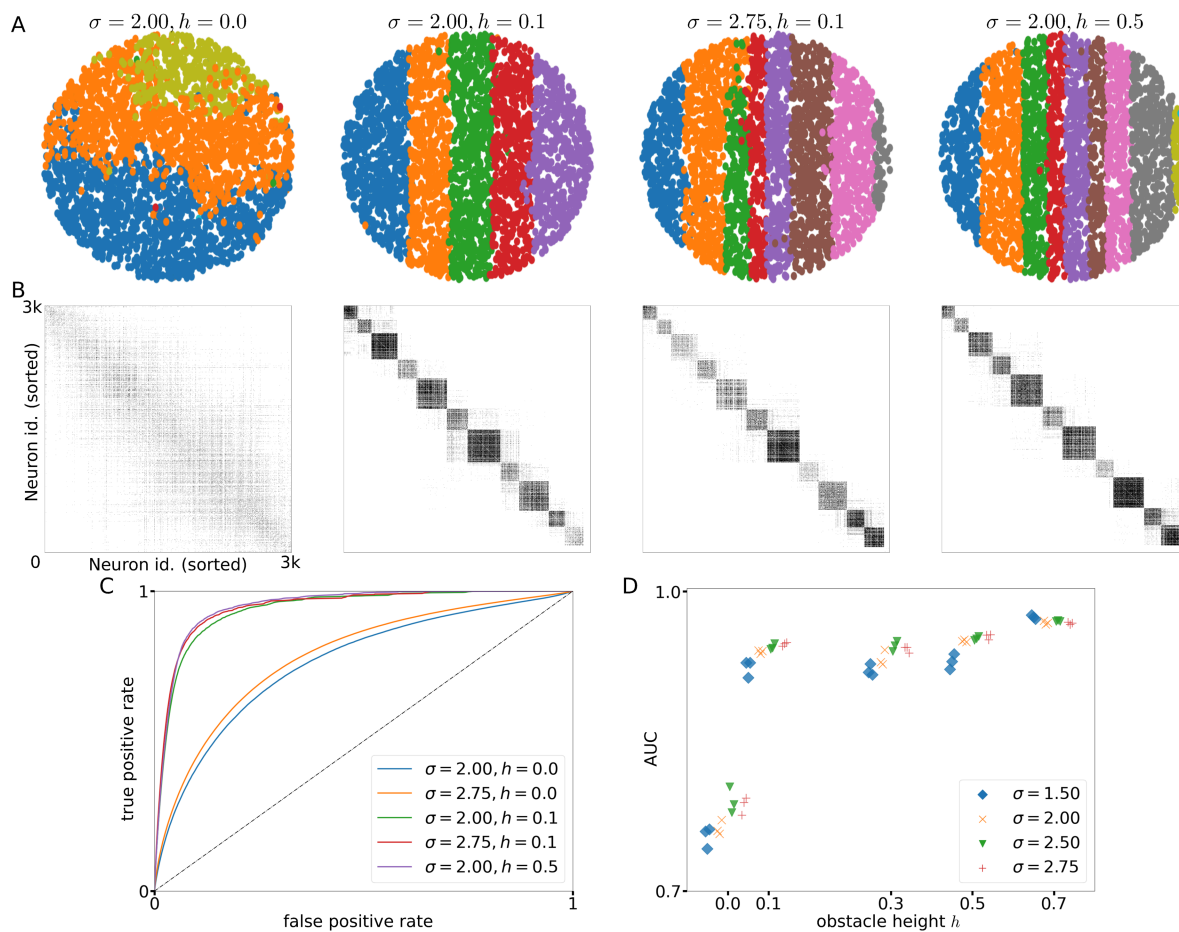 A
σ = 2.00, h = 0.0
σ = 2.00, h = 0.1
σ = 2.75, h = 0.1
σ = 2.00, h = 0.5
B
3k
Neuron id. (sorted)
0
Neuron id. (sorted)
3k
C
1
true positive rate
0
0
false positive rate
1
σ = 2.00, h = 0.0
σ = 2.75, h = 0.0
σ = 2.00, h = 0.1
σ = 2.75, h = 0.1
σ = 2.00, h = 0.5
D
1.0
AUC
0.7
0.0
0.1
0.3
0.5
0.7
obstacle height h
σ = 1.50
σ = 2.00
σ = 2.50
σ = 2.75